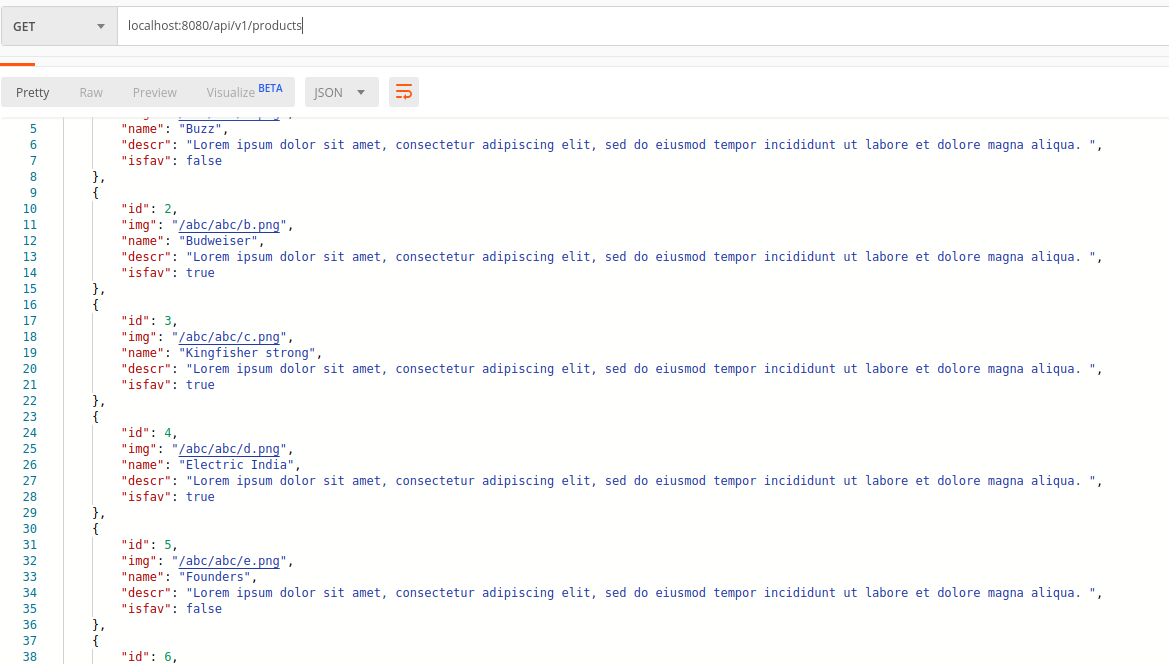 GET localhost:8080/api/v1/products
Pretty Raw Preview Visualize BETA JSON
5 "name": "Buzz",
6 "descr": "Lorem ipsum dolor sit amet, consectetur adipiscing elit, sed do eiusmod tempor incididunt ut labore et dolore magna aliqua. ",
7 "isfav": false
8 },
9 {
10 "id": 2,
11 "img": "/abc/abc/b.png",
12 "name": "Budweiser",
13 "descr": "Lorem ipsum dolor sit amet, consectetur adipiscing elit, sed do eiusmod tempor incididunt ut labore et dolore magna aliqua. ",
14 "isfav": true
15 },
16 {
17 "id": 3,
18 "img": "/abc/abc/c.png",
19 "name": "Kingfisher strong",
20 "descr": "Lorem ipsum dolor sit amet, consectetur adipiscing elit, sed do eiusmod tempor incididunt ut labore et dolore magna aliqua. ",
21 "isfav": true
22 },
23 {
24 "id": 4,
25 "img": "/abc/abc/d.png",
26 "name": "Electric India",
27 "descr": "Lorem ipsum dolor sit amet, consectetur adipiscing elit, sed do eiusmod tempor incididunt ut labore et dolore magna aliqua. ",
28 "isfav": true
29 },
30 {
31 "id": 5,
32 "img": "/abc/abc/e.png",
33 "name": "Founders",
34 "descr": "Lorem ipsum dolor sit amet, consectetur adipiscing elit, sed do eiusmod tempor incididunt ut labore et dolore magna aliqua. ",
35 "isfav": false
36 },
37 {
38 "id": 6,